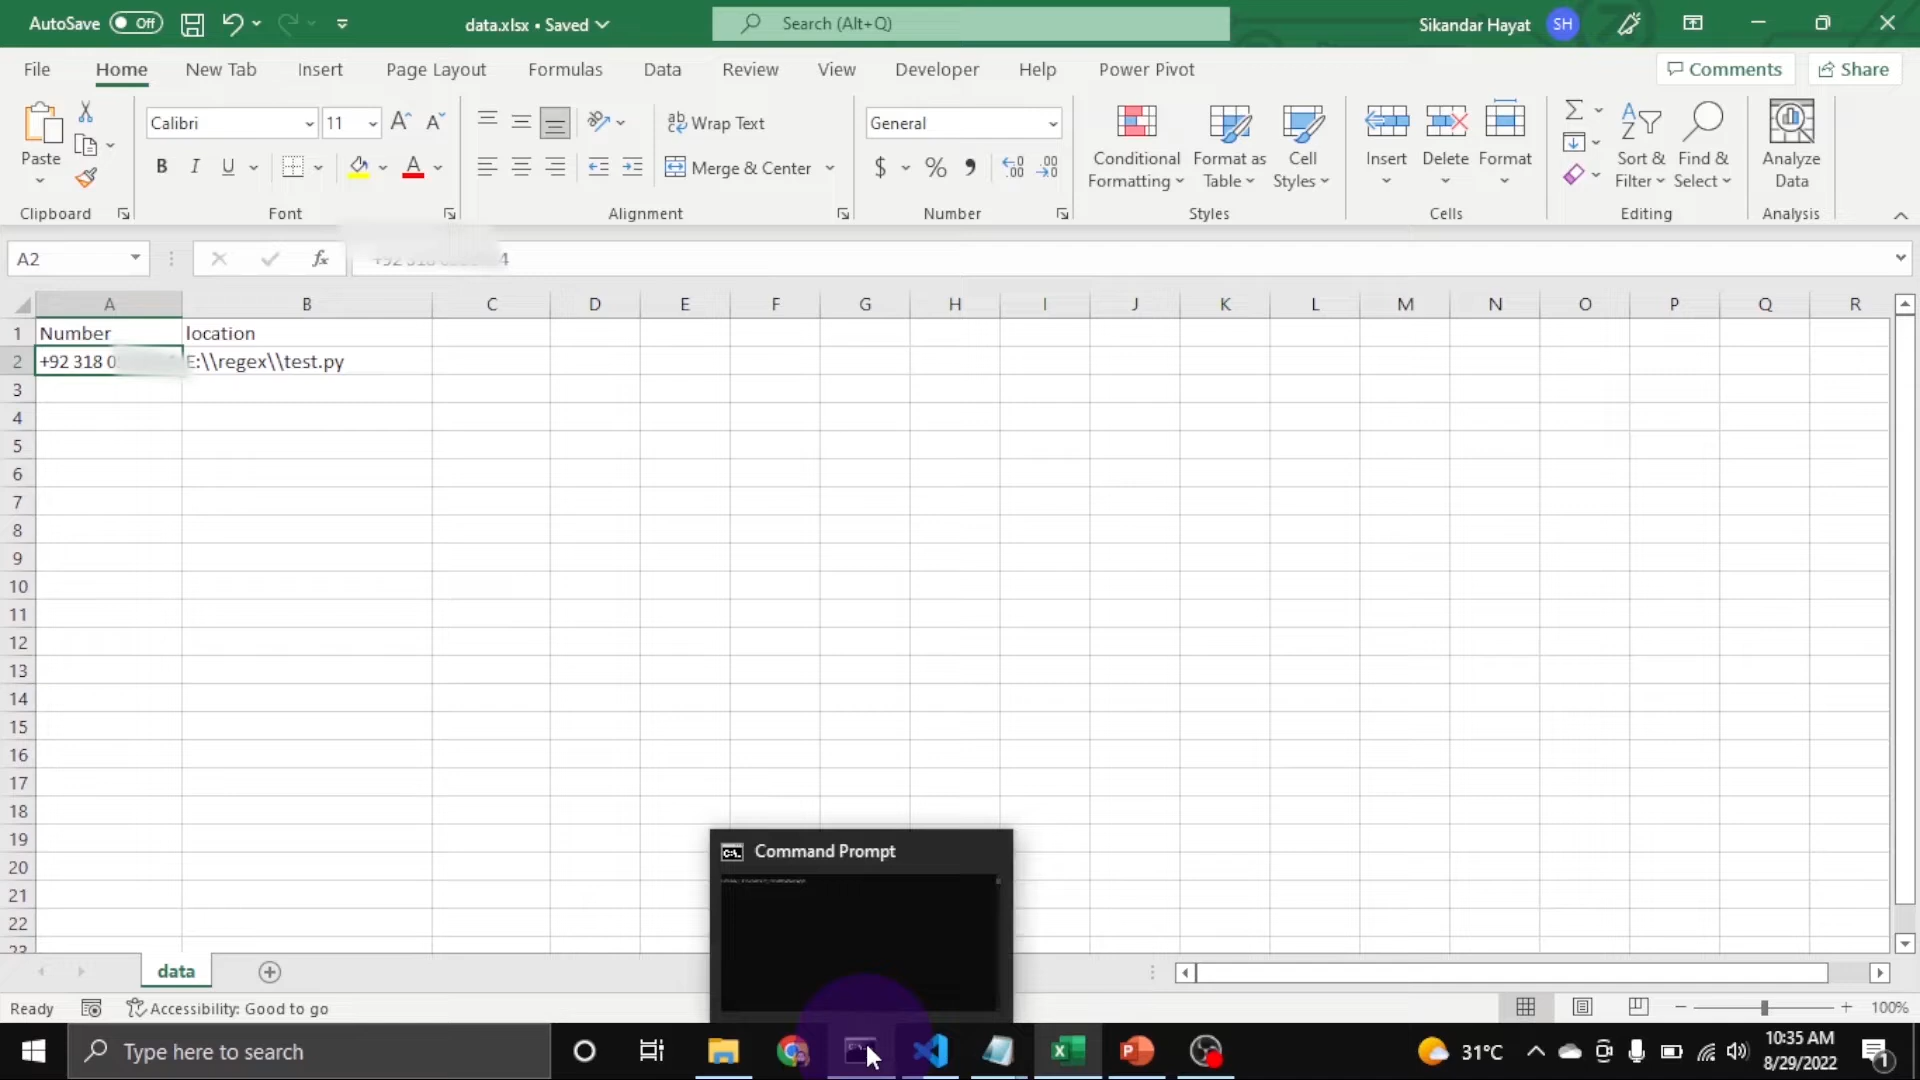 AutoSave Off data.xlsx • Saved Search (Alt+Q) Sikandar Hayat SH
File Home New Tab Insert Page Layout Formulas Data Review View Developer Help Power Pivot Comments Share
Calibri 11 Wrap Text General
Paste B I U Merge & Center $ % Conditional Formatting Format as Table Cell Styles Insert Delete Format Sort & Filter Find & Select Analyze Data
Clipboard Font Alignment Number Styles Cells Editing Analysis
A2 fx
A B C D E F G H I J K L M N O P Q R
1 Number location
2 +92 318 E:\\regex\\test.py
3
4
5
6
7
8
9
10
11
12
13
14
15
16
17
18
19
20
21
22
23
Command Prompt
data
Ready Accessibility: Good to go 100%
Type here to search 31°C 10:35 AM
8/29/2022 1